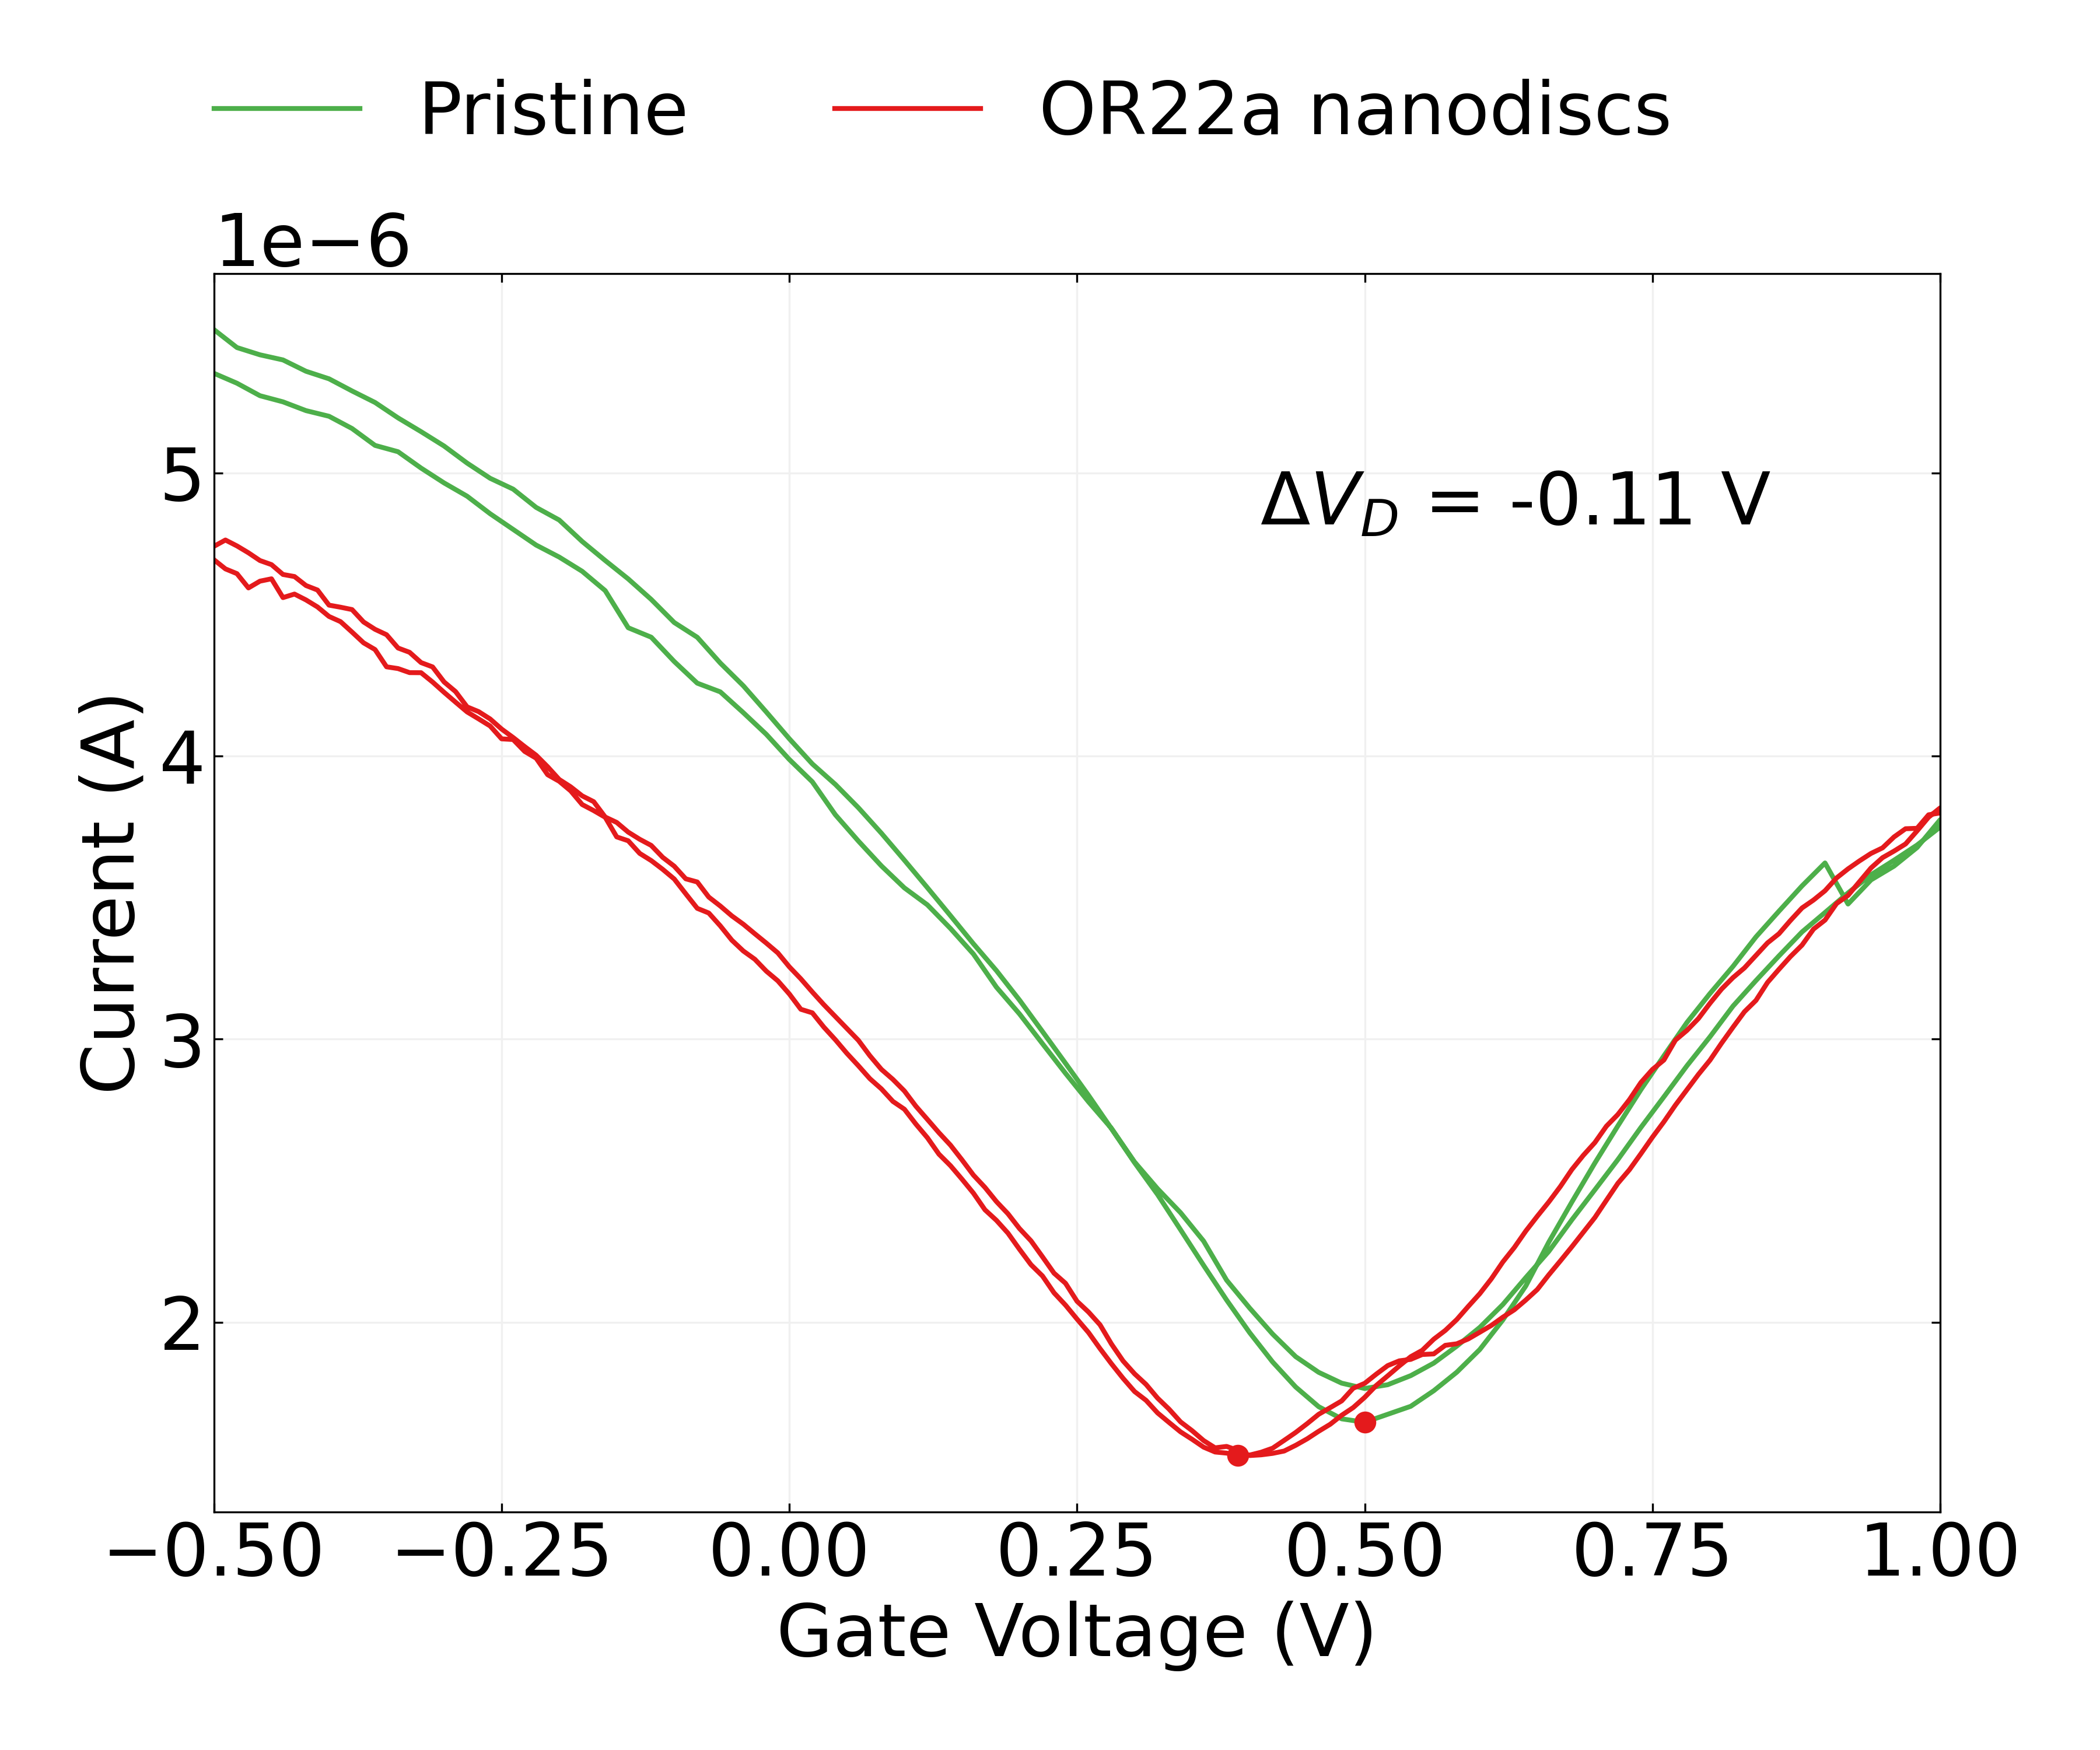 Pristine OR22a nanodiscs
1e−6
ΔV_D = -0.11 V
5
4
3
2
Current (A)
−0.50 −0.25 0.00 0.25 0.50 0.75 1.00
Gate Voltage (V)